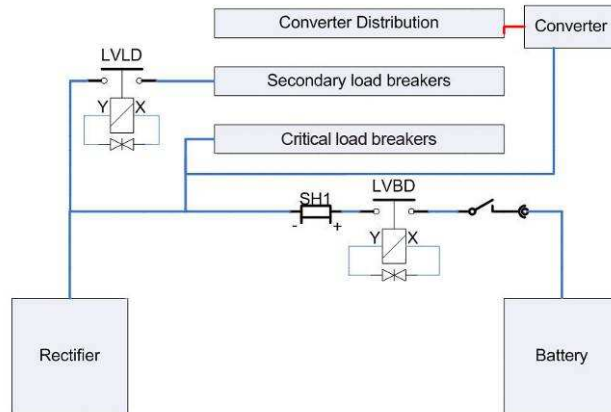 Converter Distribution
Converter
LVLD
Secondary load breakers
Y X
Critical load breakers
SH1
LVBD
- +
Y X
Rectifier
Battery